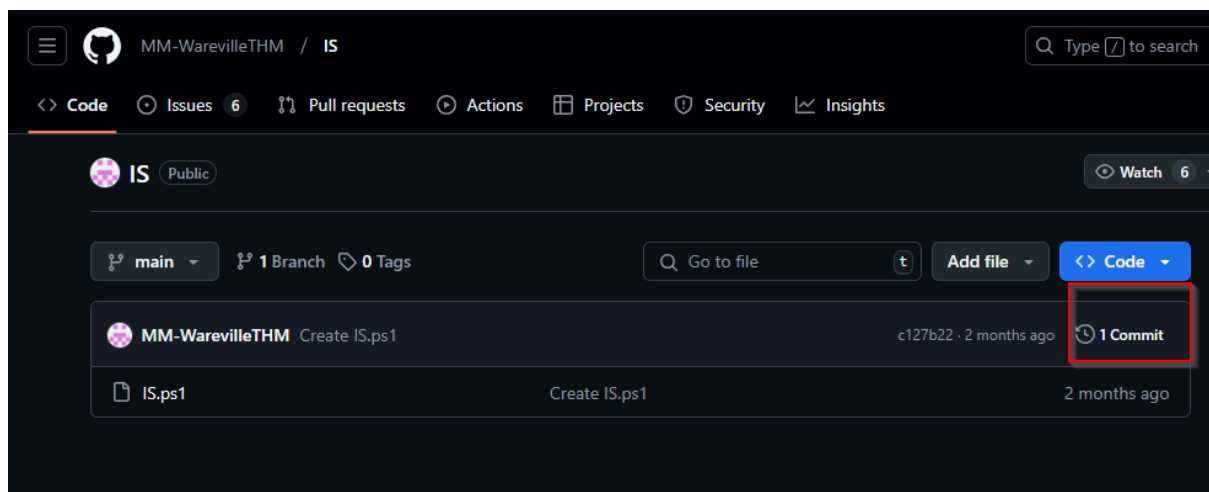 MM-WarevilleTHM / IS Type / to search
<> Code Issues 6 Pull requests Actions Projects Security Insights
IS Public Watch 6
main 1 Branch 0 Tags Go to file t Add file <> Code
MM-WarevilleTHM Create IS.ps1 c127b22 · 2 months ago 1 Commit
IS.ps1 Create IS.ps1 2 months ago